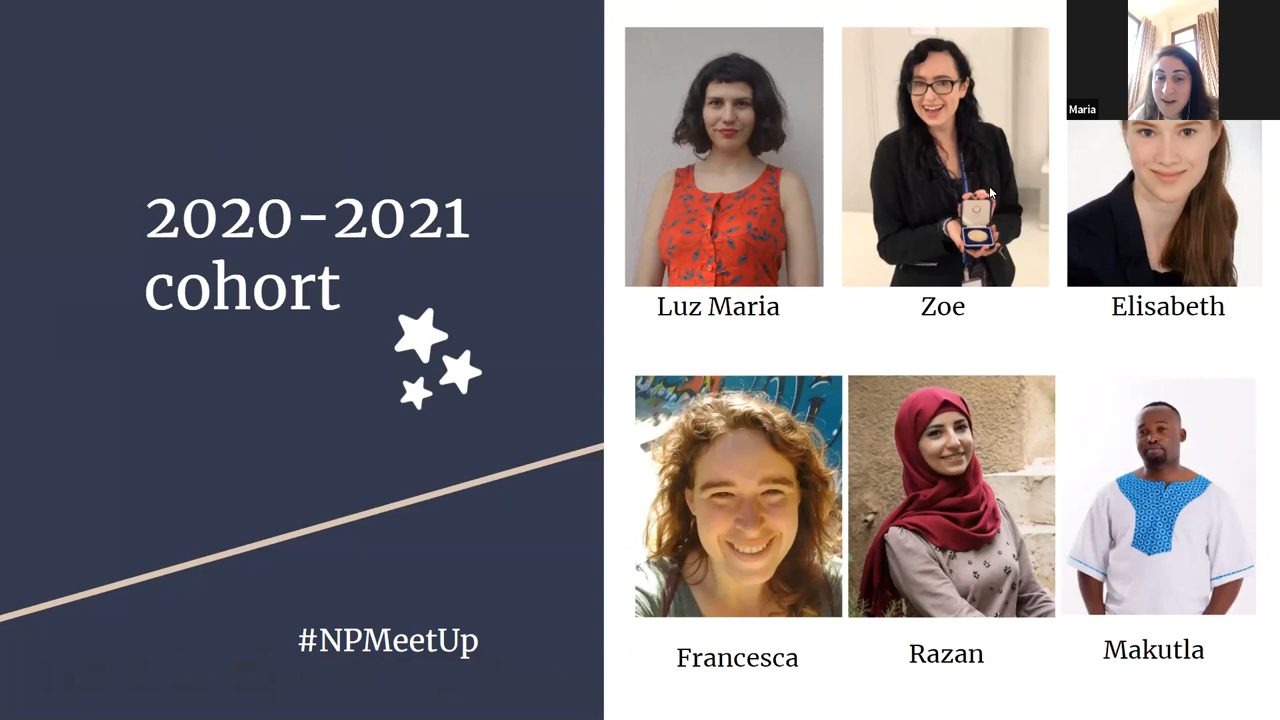 2020-2021
cohort
#NPMeetUp
Maria
Luz Maria
Zoe
Elisabeth
Francesca
Razan
Makutla